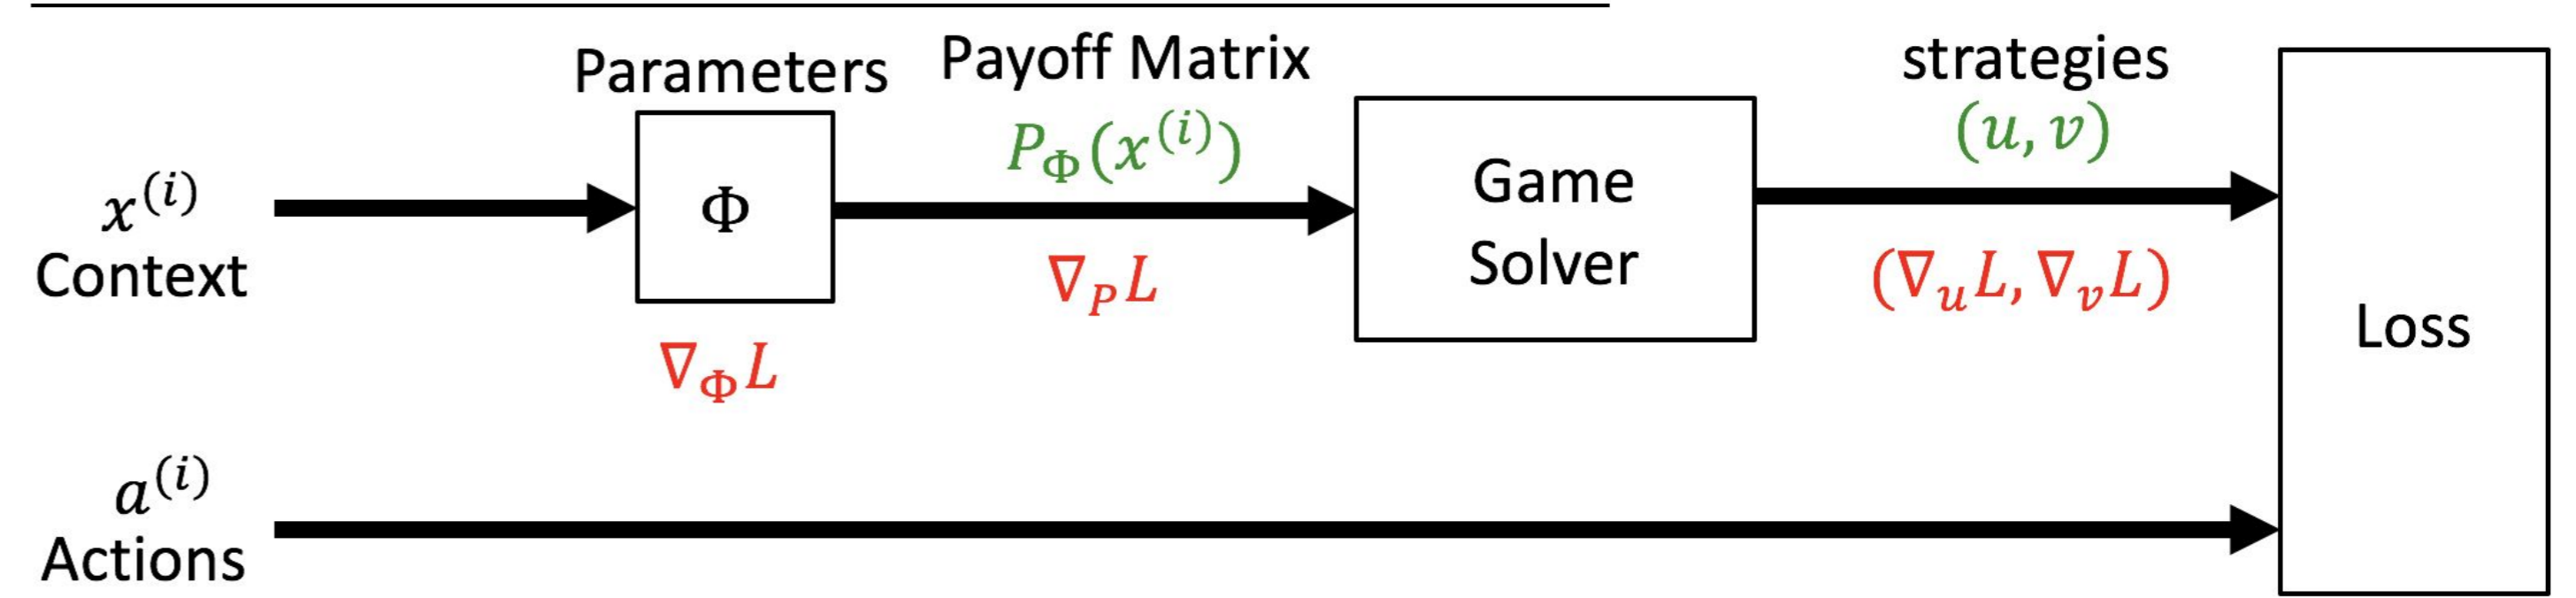 Parameters
Φ
∇_Φ L
Payoff Matrix
P_Φ(x^(i))
∇_P L
Game
Solver
strategies
(u, v)
(∇_u L, ∇_v L)
Loss
x^(i)
Context
a^(i)
Actions